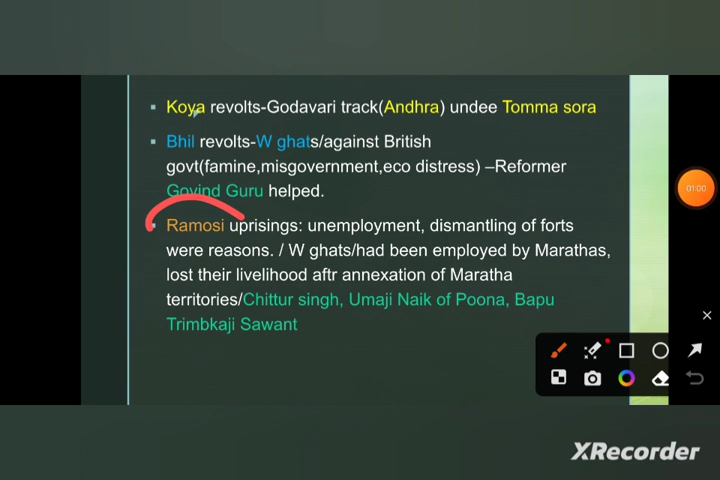 ▪ Koya revolts-Godavari track(Andhra) undee Tomma sora
▪ Bhil revolts-W ghats/against British
govt(famine,misgovernment,eco distress) –Reformer
Govind Guru helped.
▪ Ramosi uprisings: unemployment, dismantling of forts
were reasons. / W ghats/had been employed by Marathas,
lost their livelihood aftr annexation of Maratha
territories/Chittur singh, Umaji Naik of Poona, Bapu
Trimbkaji Sawant
01:00
XRecorder